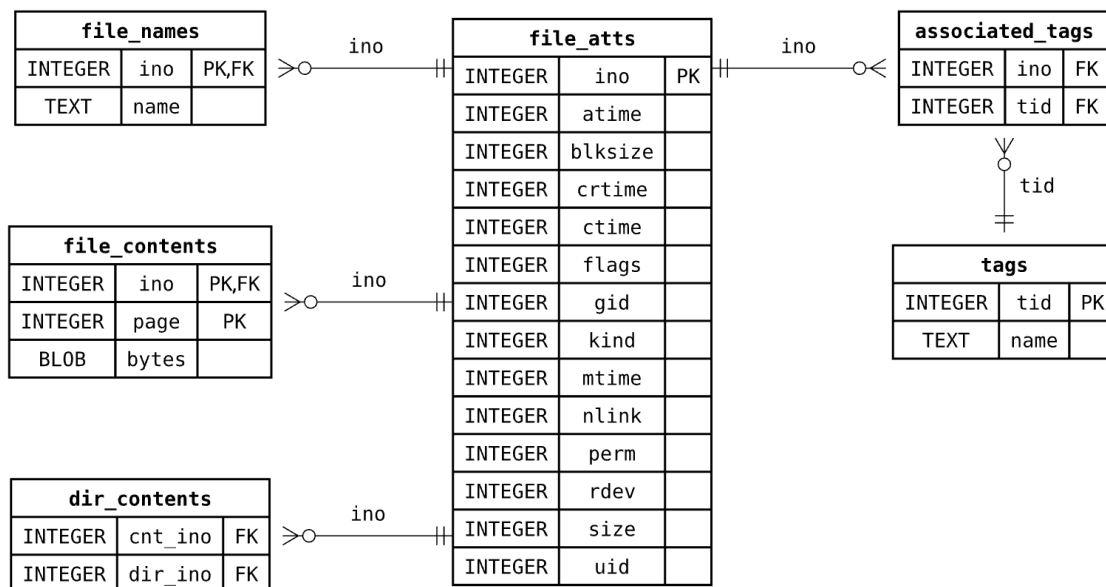 file_names
INTEGER ino PK,FK
TEXT name
ino
file_contents
INTEGER ino PK,FK
INTEGER page PK
BLOB bytes
ino
dir_contents
INTEGER cnt_ino FK
INTEGER dir_ino FK
ino
file_atts
INTEGER ino PK
INTEGER atime
INTEGER blksize
INTEGER crtime
INTEGER ctime
INTEGER flags
INTEGER gid
INTEGER kind
INTEGER mtime
INTEGER nlink
INTEGER perm
INTEGER rdev
INTEGER size
INTEGER uid
ino
associated_tags
INTEGER ino FK
INTEGER tid FK
tid
tags
INTEGER tid PK
TEXT name